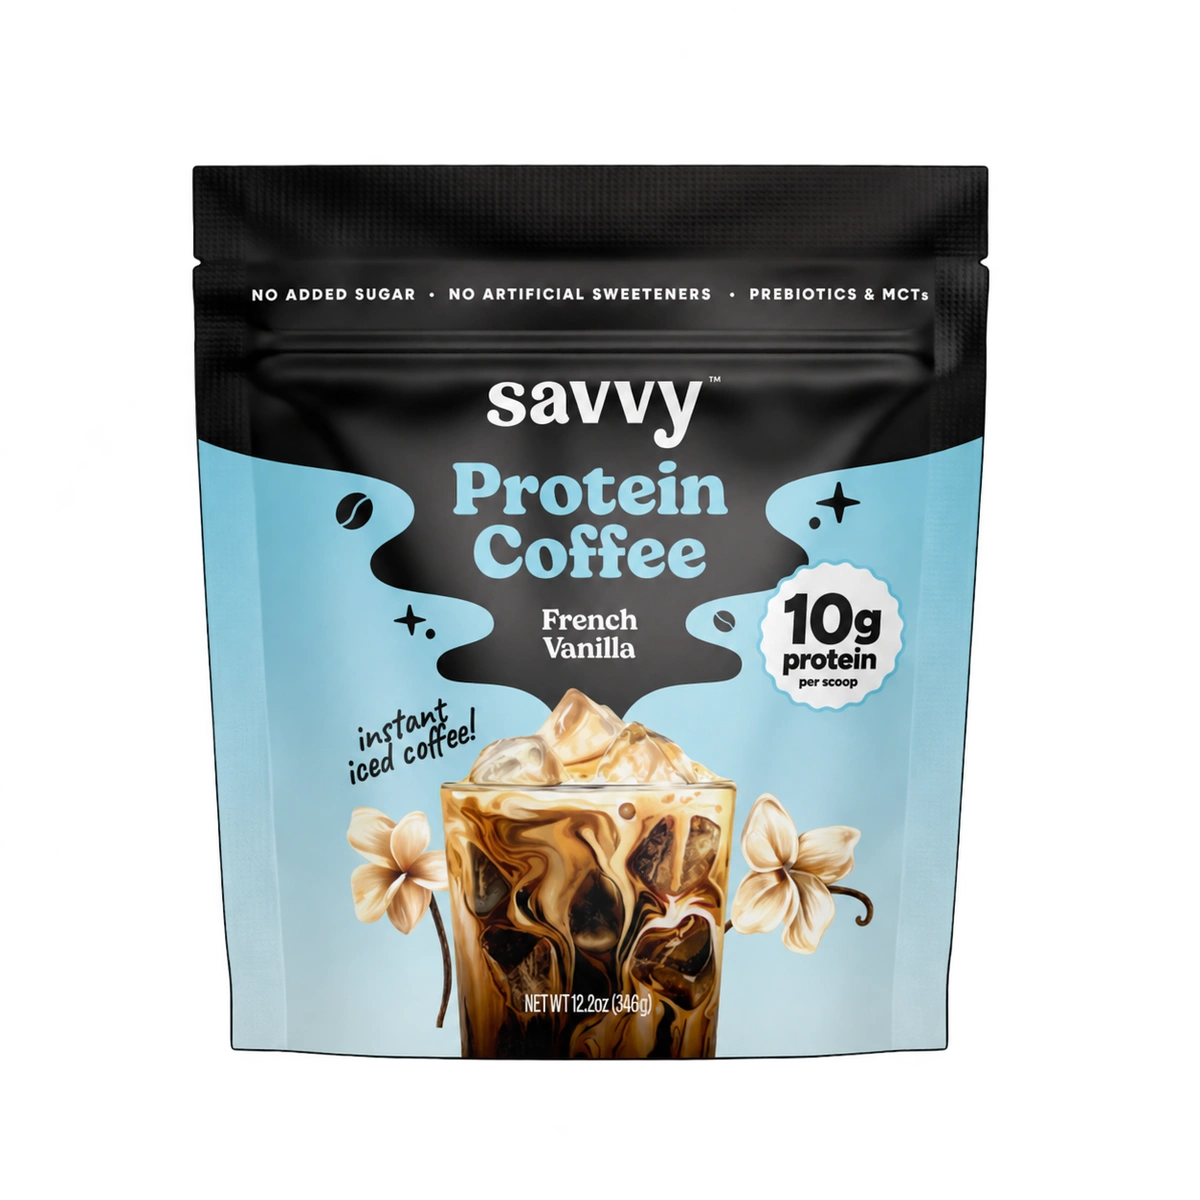 NO ADDED SUGAR • NO ARTIFICIAL SWEETENERS • PREBIOTICS & MCTs
savvy™
Protein
Coffee
French
Vanilla
10g
protein
per scoop
instant
iced coffee!
NET WT 12.2oz (346g)